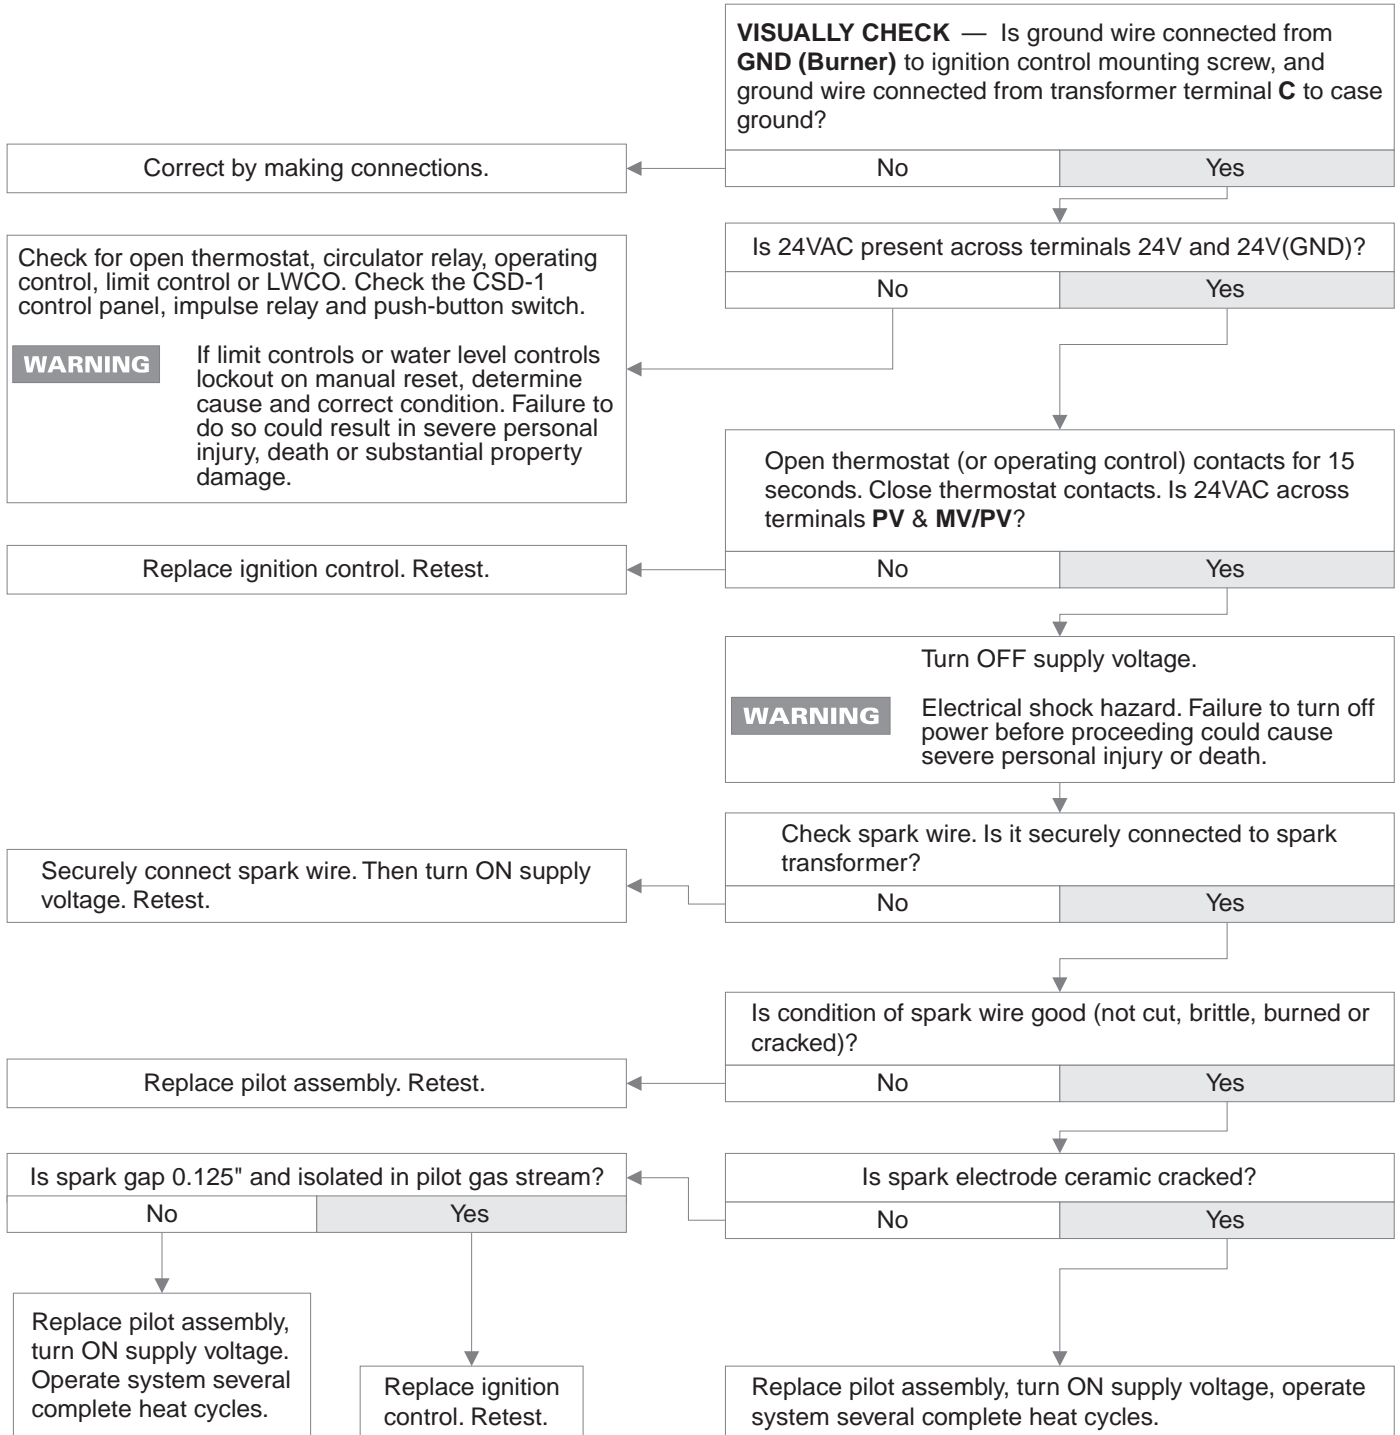 VISUALLY CHECK — Is ground wire connected from
GND (Burner) to ignition control mounting screw, and
ground wire connected from transformer terminal C to case
ground?
No
Yes
Correct by making connections.
Is 24VAC present across terminals 24V and 24V(GND)?
No
Yes
Check for open thermostat, circulator relay, operating
control, limit control or LWCO. Check the CSD-1
control panel, impulse relay and push-button switch.
WARNING
If limit controls or water level controls
lockout on manual reset, determine
cause and correct condition. Failure to
do so could result in severe personal
injury, death or substantial property
damage.
Open thermostat (or operating control) contacts for 15
seconds. Close thermostat contacts. Is 24VAC across
terminals PV & MV/PV?
No
Yes
Replace ignition control. Retest.
Turn OFF supply voltage.
WARNING
Electrical shock hazard. Failure to turn off
power before proceeding could cause
severe personal injury or death.
Check spark wire. Is it securely connected to spark
transformer?
No
Yes
Securely connect spark wire. Then turn ON supply
voltage. Retest.
Is condition of spark wire good (not cut, brittle, burned or
cracked)?
No
Yes
Replace pilot assembly. Retest.
Is spark electrode ceramic cracked?
No
Yes
Is spark gap 0.125" and isolated in pilot gas stream?
No
Yes
Replace pilot assembly,
turn ON supply voltage.
Operate system several
complete heat cycles.
Replace ignition
control. Retest.
Replace pilot assembly, turn ON supply voltage, operate
system several complete heat cycles.